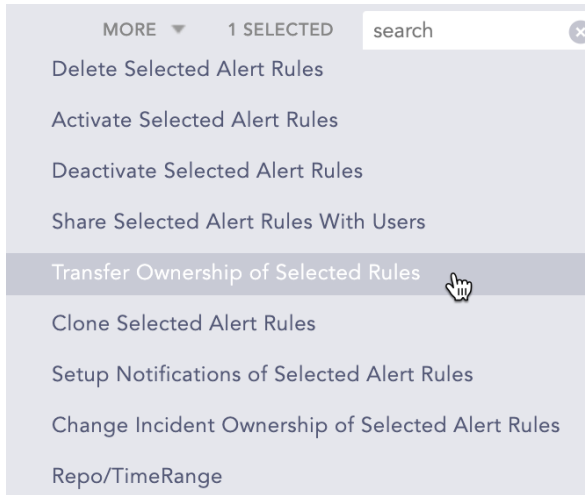 MORE 1 SELECTED search
Delete Selected Alert Rules
Activate Selected Alert Rules
Deactivate Selected Alert Rules
Share Selected Alert Rules With Users
Transfer Ownership of Selected Rules
Clone Selected Alert Rules
Setup Notifications of Selected Alert Rules
Change Incident Ownership of Selected Alert Rules
Repo/TimeRange